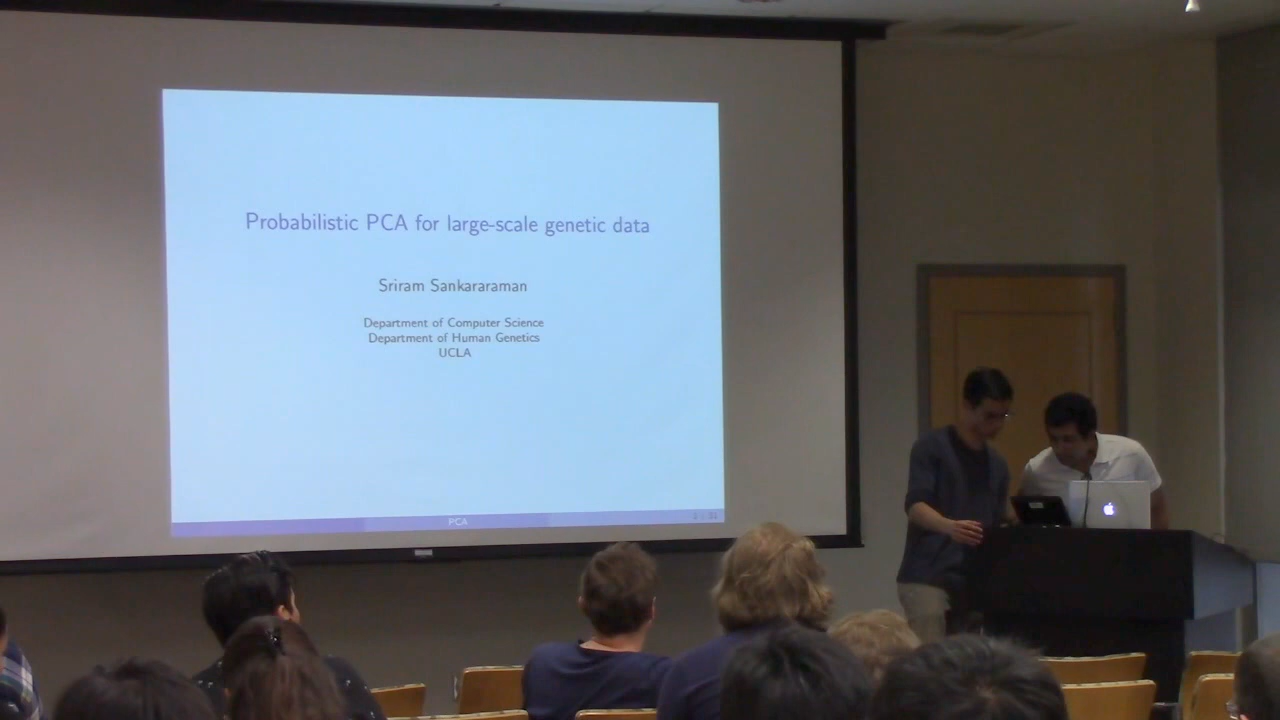 Probabilistic PCA for large-scale genetic data
Sriram Sankararaman
Department of Computer Science
Department of Human Genetics
UCLA
PCA